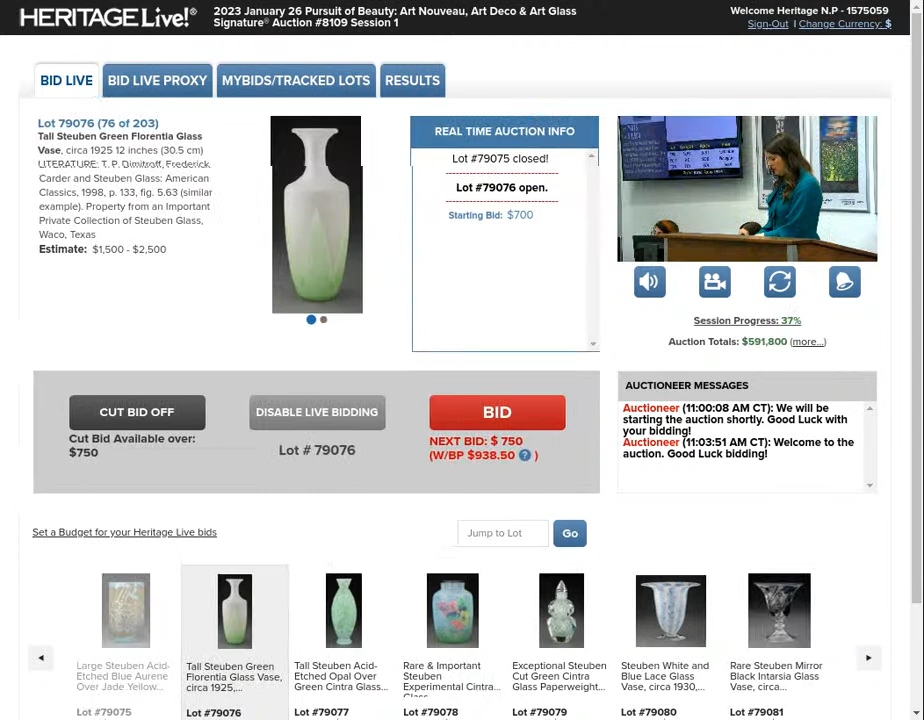 HERITAGE Live!®
2023 January 26 Pursuit of Beauty: Art Nouveau, Art Deco & Art Glass
Signature® Auction #8109 Session 1
Welcome Heritage N.P - 1575059
Sign-Out | Change Currency: $
BID LIVE
BID LIVE PROXY
MYBIDS/TRACKED LOTS
RESULTS
Lot 79076 (76 of 203)
Tall Steuben Green Florentia Glass
Vase, circa 1925 12 inches (30.5 cm)
LITERATURE: T. P. Dimitroff, Frederick
Carder and Steuben Glass: American
Classics, 1998, p. 133, fig. 5.63 (similar
example). Property from an Important
Private Collection of Steuben Glass,
Waco, Texas
Estimate: $1,500 - $2,500
REAL TIME AUCTION INFO
Lot #79075 closed!
Lot #79076 open.
Starting Bid: $700
Session Progress: 37%
Auction Totals: $591,800 (more...)
CUT BID OFF
Cut Bid Available over:
$750
DISABLE LIVE BIDDING
Lot # 79076
BID
NEXT BID: $ 750
(W/BP $938.50 ? )
AUCTIONEER MESSAGES
Auctioneer (11:00:08 AM CT): We will be
starting the auction shortly. Good Luck with
your bidding!
Auctioneer (11:03:51 AM CT): Welcome to the
auction. Good Luck bidding!
Set a Budget for your Heritage Live bids
Jump to Lot
Go
Large Steuben Acid-
Etched Blue Aurene
Over Jade Yellow...
Lot #79075
Tall Steuben Green
Florentia Glass Vase,
circa 1925,...
Lot #79076
Tall Steuben Acid-
Etched Opal Over
Green Cintra Glass...
Lot #79077
Rare & Important
Steuben
Experimental Cintra...
Glass
Lot #79078
Exceptional Steuben
Cut Green Cintra
Glass Paperweight...
Lot #79079
Steuben White and
Blue Lace Glass
Vase, circa 1930,...
Lot #79080
Rare Steuben Mirror
Black Intarsia Glass
Vase, circa...
Lot #79081